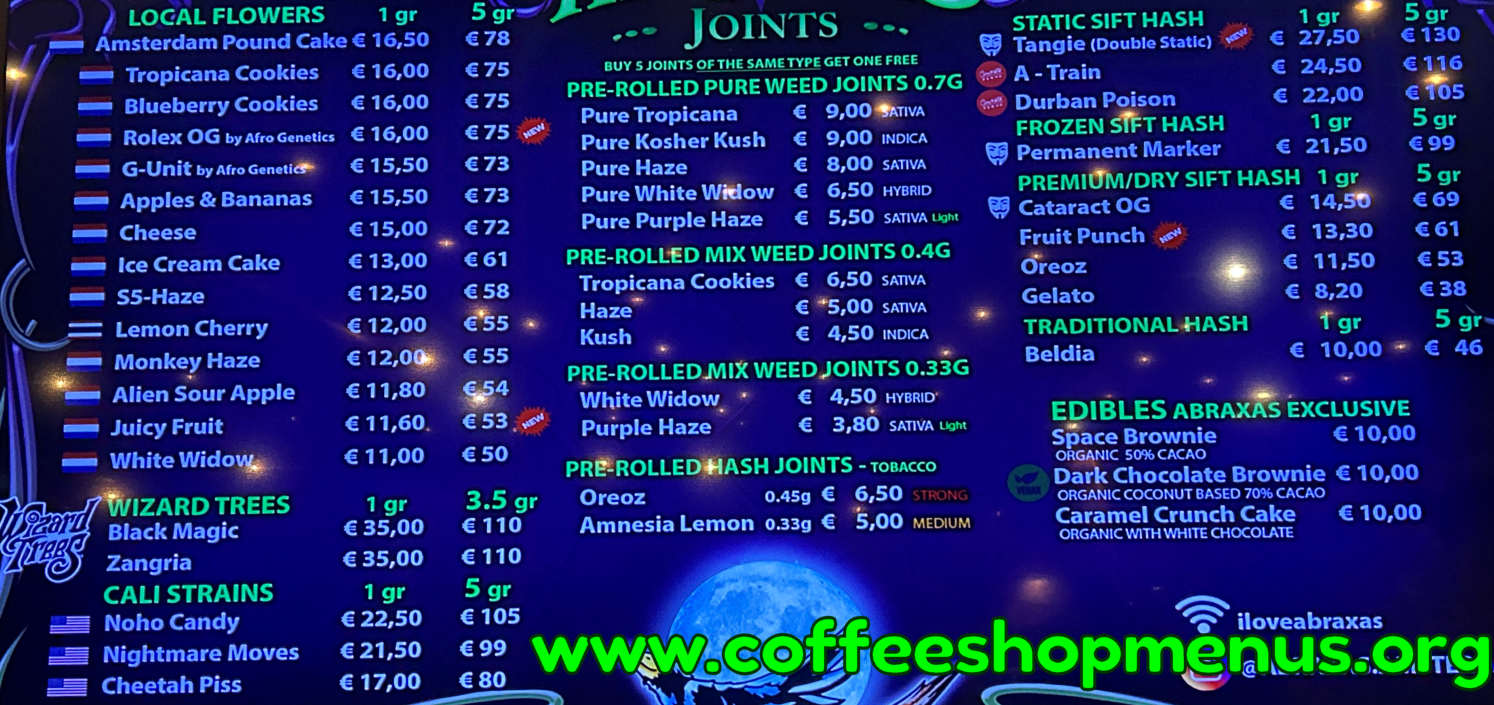 LOCAL FLOWERS 1 gr 5 gr
Amsterdam Pound Cake € 16,50 € 78
Tropicana Cookies € 16,00 € 75
Blueberry Cookies € 16,00 € 75
Rolex OG by Afro Genetics € 16,00 € 75 NEW
G-Unit by Afro Genetics € 15,50 € 73
Apples & Bananas € 15,50 € 73
Cheese € 15,00 € 72
Ice Cream Cake € 13,00 € 61
S5-Haze € 12,50 € 58
Lemon Cherry € 12,00 € 55
Monkey Haze € 12,00 € 55
Alien Sour Apple € 11,80 € 54
Juicy Fruit € 11,60 € 53 NEW
White Widow € 11,00 € 50
Wizard Trees
WIZARD TREES 1 gr 3.5 gr
Black Magic € 35,00 € 110
Zangria € 35,00 € 110
CALI STRAINS 1 gr 5 gr
Noho Candy € 22,50 € 105
Nightmare Moves € 21,50 € 99
Cheetah Piss € 17,00 € 80
JOINTS
BUY 5 JOINTS OF THE SAME TYPE GET ONE FREE
PRE-ROLLED PURE WEED JOINTS 0.7G
Pure Tropicana € 9,00 SATIVA
Pure Kosher Kush € 9,00 INDICA
Pure Haze € 8,00 SATIVA
Pure White Widow € 6,50 HYBRID
Pure Purple Haze € 5,50 SATIVA Light
PRE-ROLLED MIX WEED JOINTS 0.4G
Tropicana Cookies € 6,50 SATIVA
Haze € 5,00 SATIVA
Kush € 4,50 INDICA
PRE-ROLLED MIX WEED JOINTS 0.33G
White Widow € 4,50 HYBRID
Purple Haze € 3,80 SATIVA Light
PRE-ROLLED HASH JOINTS - TOBACCO
Oreoz 0.45g € 6,50 STRONG
Amnesia Lemon 0.33g € 5,00 MEDIUM
STATIC SIFT HASH 1 gr 5 gr
Tangie (Double Static) NEW € 27,50 € 130
A - Train € 24,50 € 116
Durban Poison € 22,00 € 105
FROZEN SIFT HASH 1 gr 5 gr
Permanent Marker € 21,50 € 99
PREMIUM/DRY SIFT HASH 1 gr 5 gr
Cataract OG € 14,50 € 69
Fruit Punch NEW € 13,30 € 61
Oreoz € 11,50 € 53
Gelato € 8,20 € 38
TRADITIONAL HASH 1 gr 5 gr
Beldia € 10,00 € 46
EDIBLES ABRAXAS EXCLUSIVE
Space Brownie € 10,00
ORGANIC 50% CACAO
Dark Chocolate Brownie € 10,00
ORGANIC COCONUT BASED 70% CACAO
Caramel Crunch Cake € 10,00
ORGANIC WITH WHITE CHOCOLATE
iloveabraxas
www.coffeeshopmenus.org